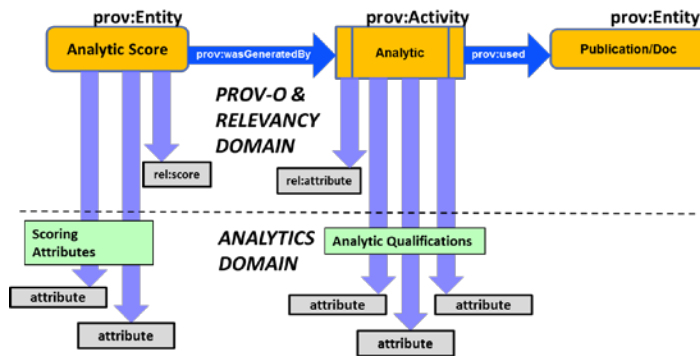 prov:Entity
prov:Activity
prov:Entity
Analytic Score
prov:wasGeneratedBy
Analytic
prov:used
Publication/Doc
PROV-O &
RELEVANCY
DOMAIN
rel:score
rel:attribute
Scoring
Attributes
ANALYTICS
DOMAIN
Analytic Qualifications
attribute
attribute
attribute
attribute
attribute